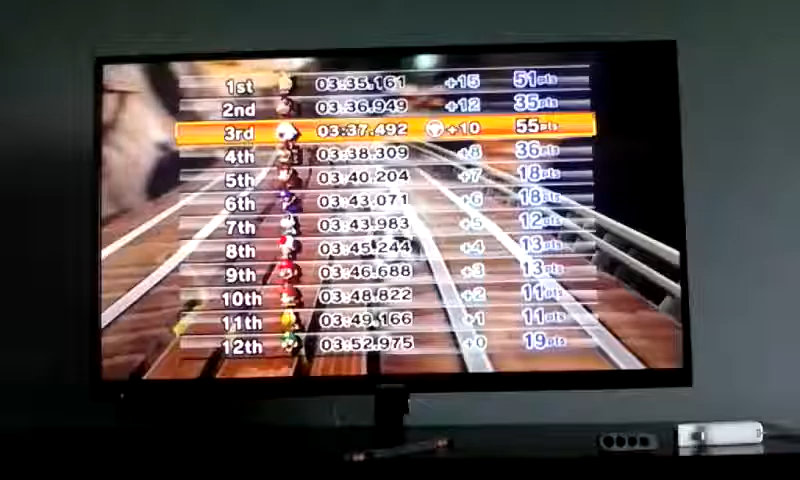 1st 03:35.161 +15 51pts
2nd 03:36.949 +12 35pts
3rd 03:37.492 +10 55pts
4th 03:38.309 +8 36pts
5th 03:40.204 +7 18pts
6th 03:43.071 +6 18pts
7th 03:43.983 +5 12pts
8th 03:45.244 +4 13pts
9th 03:46.688 +3 13pts
10th 03:48.822 +2 11pts
11th 03:49.166 +1 11pts
12th 03:52.975 +0 19pts